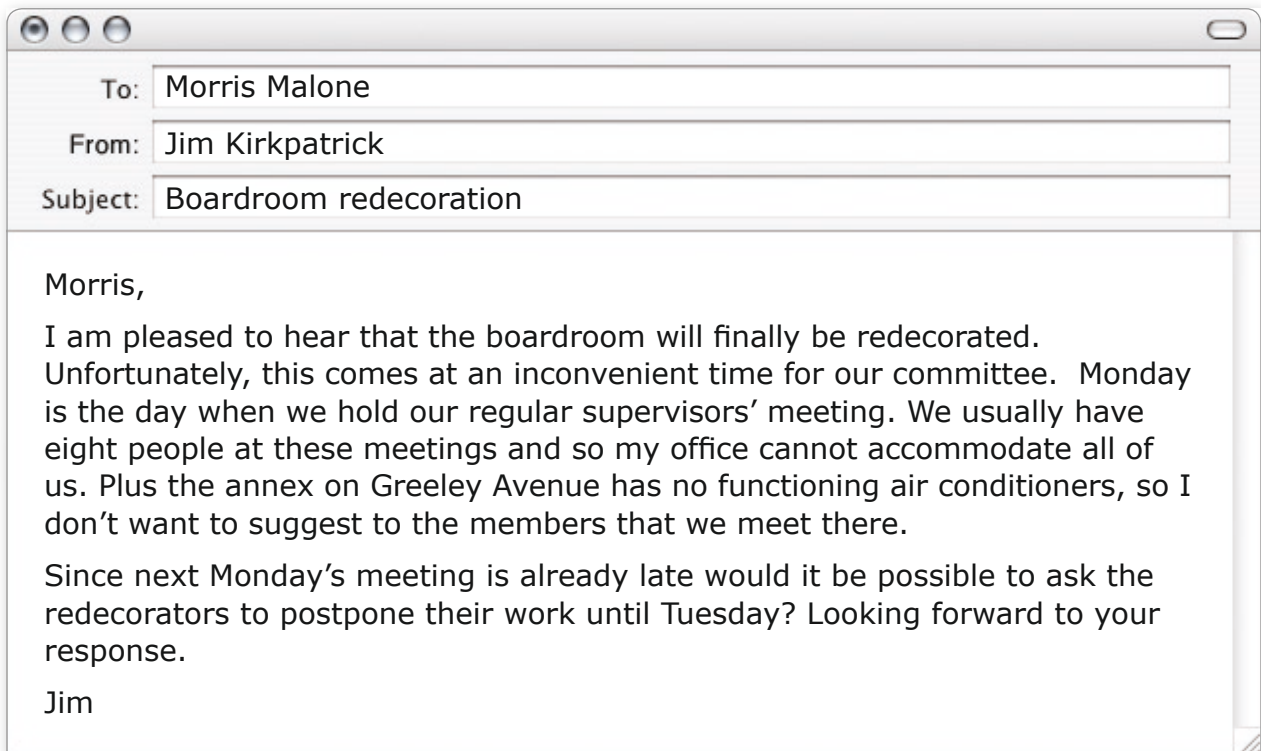 To: Morris Malone
From: Jim Kirkpatrick
Subject: Boardroom redecoration
Morris,
I am pleased to hear that the boardroom will finally be redecorated.
Unfortunately, this comes at an inconvenient time for our committee.  Monday
is the day when we hold our regular supervisors’ meeting. We usually have
eight people at these meetings and so my office cannot accommodate all of
us. Plus the annex on Greeley Avenue has no functioning air conditioners, so I
don’t want to suggest to the members that we meet there.
Since next Monday’s meeting is already late would it be possible to ask the
redecorators to postpone their work until Tuesday? Looking forward to your
response.
Jim